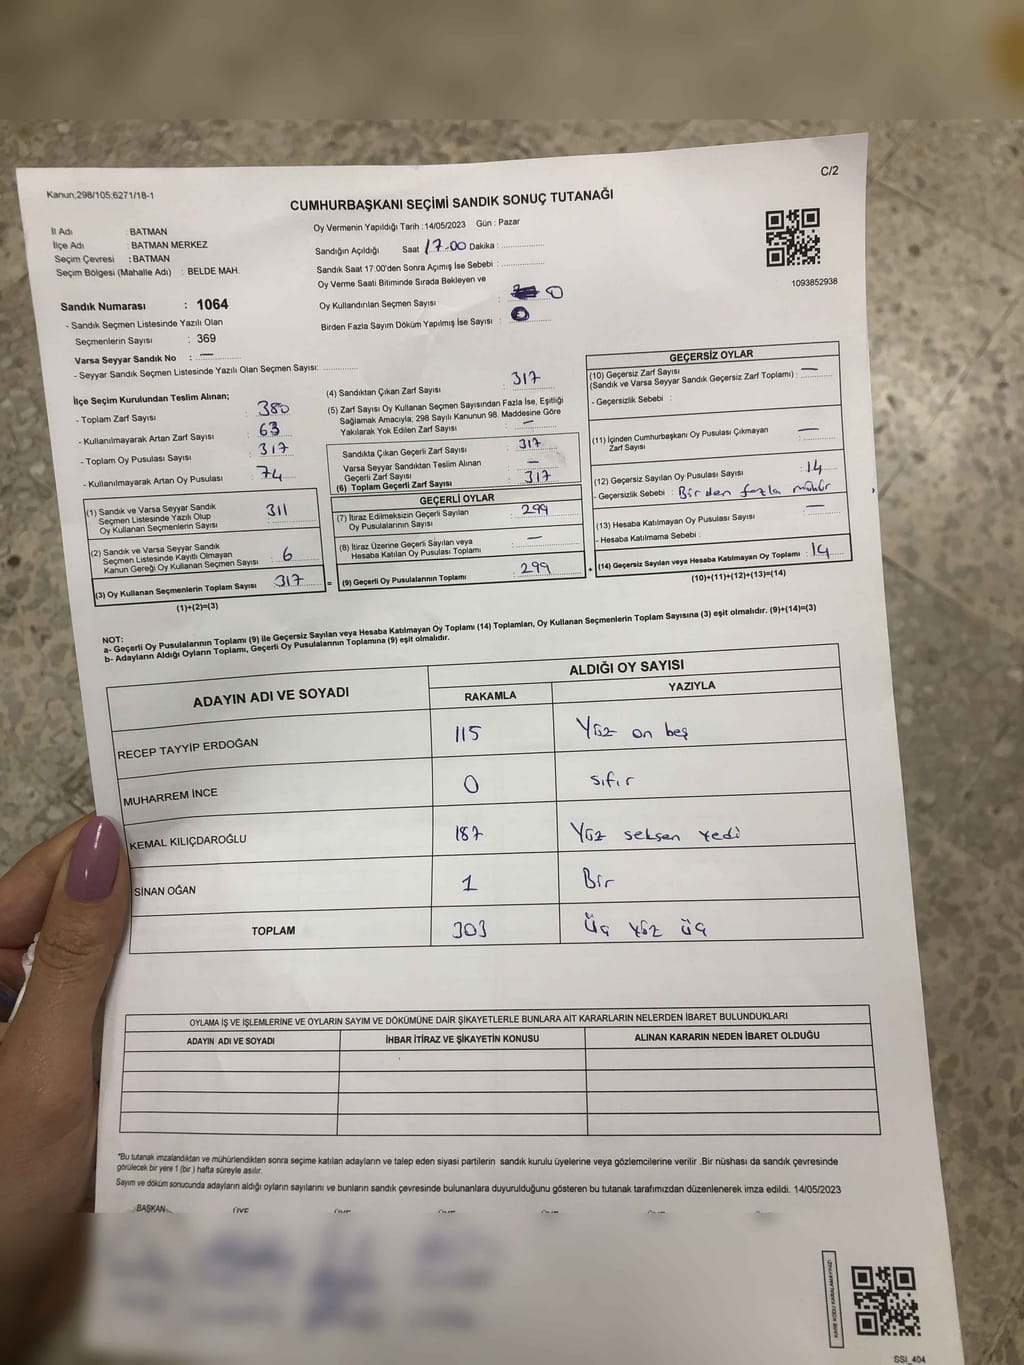 Kanun;298/105;6271/18-1
C/2
CUMHURBAŞKANI SEÇİMİ SANDIK SONUÇ TUTANAĞI
İl Adı : BATMAN
İlçe Adı : BATMAN MERKEZ
Seçim Çevresi : BATMAN
Seçim Bölgesi (Mahalle Adı) : BELDE MAH.
Sandık Numarası : 1064
- Sandık Seçmen Listesinde Yazılı Olan
Seçmenlerin Sayısı : 369
Varsa Seyyar Sandık No : —
- Seyyar Sandık Seçmen Listesinde Yazılı Olan Seçmen Sayısı:
Oy Vermenin Yapıldığı Tarih :14/05/2023 Gün : Pazar
Sandığın Açıldığı Saat 17.00 Dakika :
Sandık Saat 17:00'den Sonra Açımış İse Sebebi :
Oy Verme Saati Bitiminde Sırada Bekleyen ve
Oy Kullandırılan Seçmen Sayısı : 0
Birden Fazla Sayım Döküm Yapılmış İse Sayısı : 0
1093852938
İlçe Seçim Kurulundan Teslim Alınan;
- Toplam Zarf Sayısı : 380
- Kullanılmayarak Artan Zarf Sayısı : 63
- Toplam Oy Pusulası Sayısı : 317
- Kullanılmayarak Artan Oy Pusulası : 74
(1) Sandık ve Varsa Seyyar Sandık
Seçmen Listesinde Yazılı Olup
Oy Kullanan Seçmenlerin Sayısı : 311
(2) Sandık ve Varsa Seyyar Sandık
Seçmen Listesinde Kayıtlı Olmayan
Kanun Gereği Oy Kullanan Seçmen Sayısı : 6
(3) Oy Kullanan Seçmenlerin Toplam Sayısı : 317
(1)+(2)=(3)
(4) Sandıktan Çıkan Zarf Sayısı : 317
(5) Zarf Sayısı Oy Kullanan Seçmen Sayısından Fazla İse, Eşitliği
Sağlamak Amacıyla; 298 Sayılı Kanunun 98. Maddesine Göre
Yakılarak Yok Edilen Zarf Sayısı : —
Sandıkta Çıkan Geçerli Zarf Sayısı : 317
Varsa Seyyar Sandıktan Teslim Alınan
Geçerli Zarf Sayısı : —
(6) Toplam Geçerli Zarf Sayısı : 317
GEÇERLİ OYLAR
(7) İtiraz Edilmeksizin Geçerli Sayılan
Oy Pusulalarının Sayısı : 299
(8) İtiraz Üzerine Geçerli Sayılan veya
Hesaba Katılan Oy Pusulası Toplamı : —
= (9) Geçerli Oy Pusulalarının Toplamı : 299
GEÇERSİZ OYLAR
(10) Geçersiz Zarf Sayısı
(Sandık ve Varsa Seyyar Sandık Geçersiz Zarf Toplamı) : —
- Geçersizlik Sebebi :
(11) İçinden Cumhurbaşkanı Oy Pusulası Çıkmayan
Zarf Sayısı : —
(12) Geçersiz Sayılan Oy Pusulası Sayısı : 14
- Geçersizlik Sebebi : Birden fazla mühür
(13) Hesaba Katılmayan Oy Pusulası Sayısı : —
- Hesaba Katılmama Sebebi :
+ (14) Geçersiz Sayılan veya Hesaba Katılmayan Oy Toplamı : 14
(10)+(11)+(12)+(13)=(14)
NOT:
a- Geçerli Oy Pusulalarının Toplamı (9) ile Geçersiz Sayılan veya Hesaba Katılmayan Oy Toplamı (14) Toplamları, Oy Kullanan Seçmenlerin Toplam Sayısına (3) eşit olmalıdır. (9)+(14)=(3)
b- Adayların Aldığı Oyların Toplamı, Geçerli Oy Pusulalarının Toplamına (9) eşit olmalıdır.
ADAYIN ADI VE SOYADI
ALDIĞI OY SAYISI
RAKAMLA YAZIYLA
RECEP TAYYİP ERDOĞAN 115 Yüz on beş
MUHARREM İNCE 0 sıfır
KEMAL KILIÇDAROĞLU 187 Yüz seksen yedi
SİNAN OĞAN 1 Bir
TOPLAM 303 Üç yüz üç
OYLAMA İŞ VE İŞLEMLERİNE VE OYLARIN SAYIM VE DÖKÜMÜNE DAİR ŞİKAYETLERLE BUNLARA AİT KARARLARIN NELERDEN İBARET BULUNDUKLARI
ADAYIN ADI VE SOYADI İHBAR İTİRAZ VE ŞİKAYETİN KONUSU ALINAN KARARIN NEDEN İBARET OLDUĞU
*Bu tutanak imzalandıktan ve mühürlendikten sonra seçime katılan adayların ve talep eden siyasi partilerin sandık kurulu üyelerine veya gözlemcilerine verilir .Bir nüshası da sandık çevresinde
görülecek bir yere 1 (bir ) hafta süreyle asılır.
Sayım ve döküm sonucunda adayların aldığı oyların sayılarını ve bunların sandık çevresinde bulunanlara duyurulduğunu gösteren bu tutanak tarafımızdan düzenlenerek imza edildi. 14/05/2023
BAŞKAN ÜYE ÜYE ÜYE
KARE KODU KARALAMAYINIZ!
SSİ_404